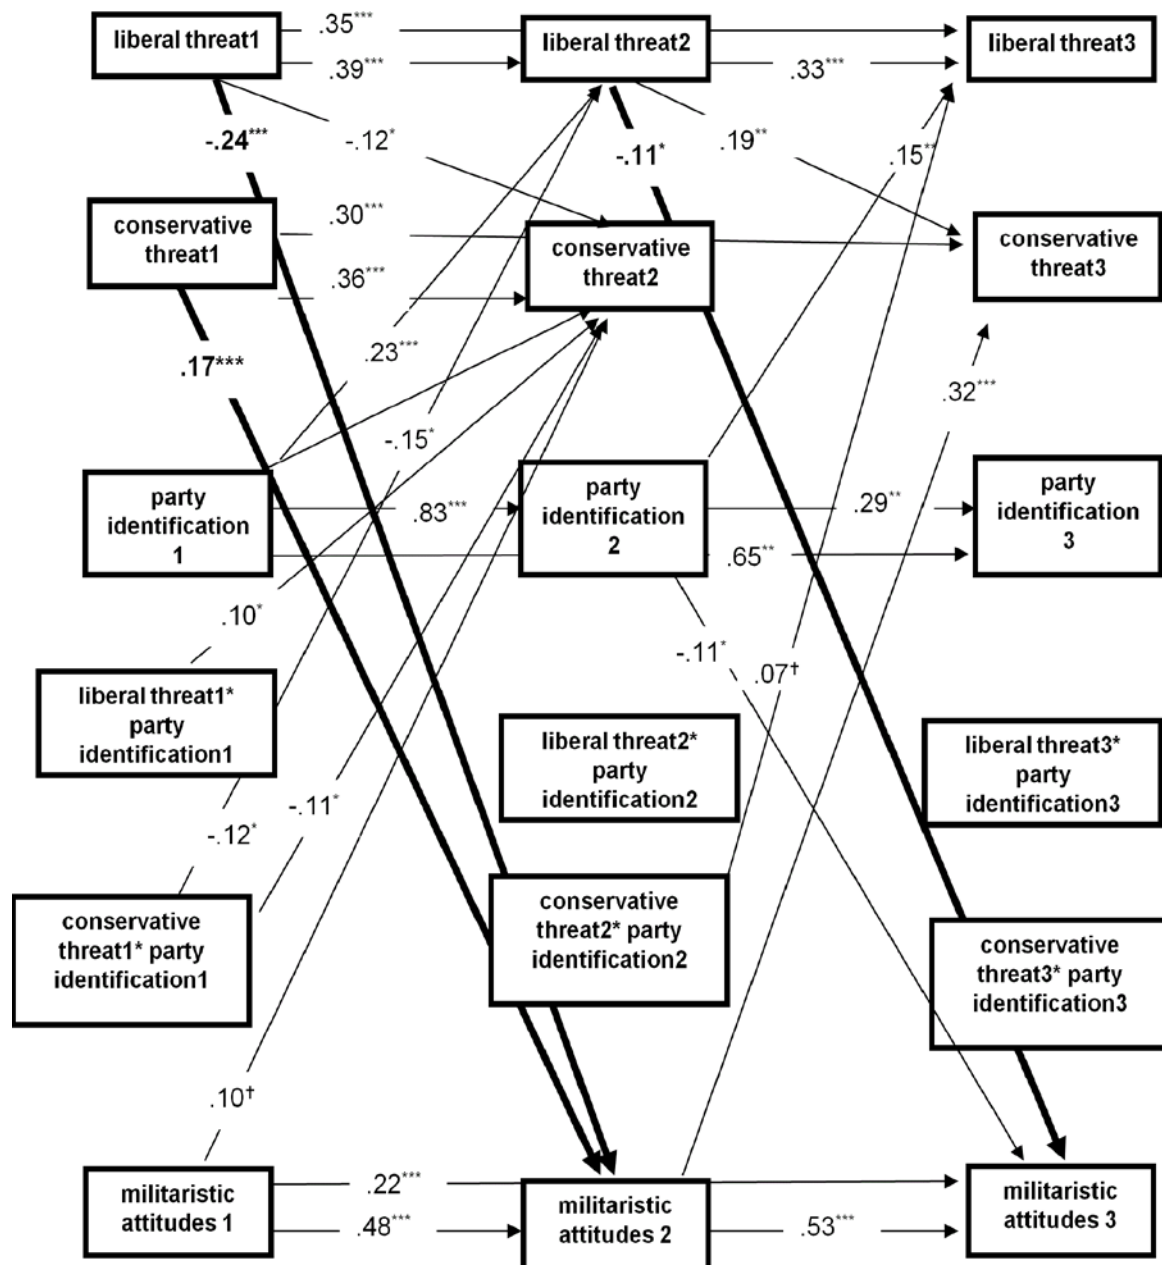 liberal threat1
.35***
.39***
liberal threat2
.33***
liberal threat3
-.24***
-.12*
-.11*
.19**
.15**
conservative
threat1
.30***
.36***
conservative
threat2
conservative
threat3
.17***
.23***
.32***
-.15*
party
identification
1
.83***
party
identification
2
.29**
.65**
party
identification
3
.10*
-.11*
.07†
liberal threat1*
party
identification1
liberal threat2*
party
identification2
liberal threat3*
party
identification3
-.12*
-.11*
conservative
threat1* party
identification1
conservative
threat2* party
identification2
conservative
threat3* party
identification3
.10†
militaristic
attitudes 1
.22***
.48***
militaristic
attitudes 2
.53***
militaristic
attitudes 3